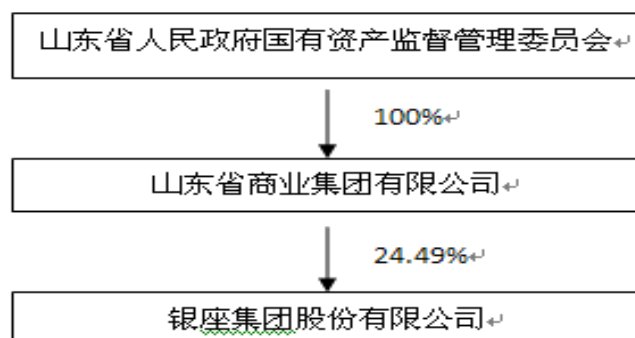 山东省人民政府国有资产监督管理委员会
100%
山东省商业集团有限公司
24.49%
银座集团股份有限公司